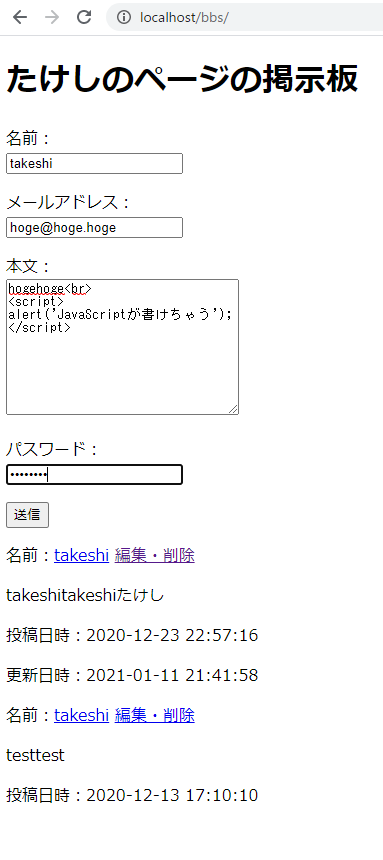 localhost/bbs/
たけしのページの掲示板
名前：
takeshi
メールアドレス：
hoge@hoge.hoge
本文：
hogehoge<br>
<script>
alert('JavaScriptが書けちゃう');
</script>
パスワード：
••••••••
送信
名前：takeshi 編集・削除
takeshitakeshiたけし
投稿日時：2020-12-23 22:57:16
更新日時：2021-01-11 21:41:58
名前：takeshi 編集・削除
testtest
投稿日時：2020-12-13 17:10:10